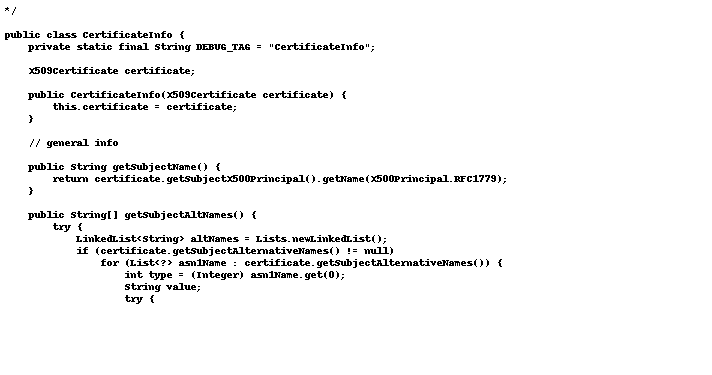 */
public class CertificateInfo {
private static final String DEBUG_TAG = "CertificateInfo";
X509Certificate certificate;
public CertificateInfo(X509Certificate certificate) {
this.certificate = certificate;
}
// general info
public String getSubjectName() {
return certificate.getSubjectX500Principal().getName(X500Principal.RFC1779);
}
public String[] getSubjectAltNames() {
try {
LinkedList<String> altNames = Lists.newLinkedList();
if (certificate.getSubjectAlternativeNames() != null)
for (List<?> asn1Name : certificate.getSubjectAlternativeNames()) {
int type = (Integer) asn1Name.get(0);
String value;
try {